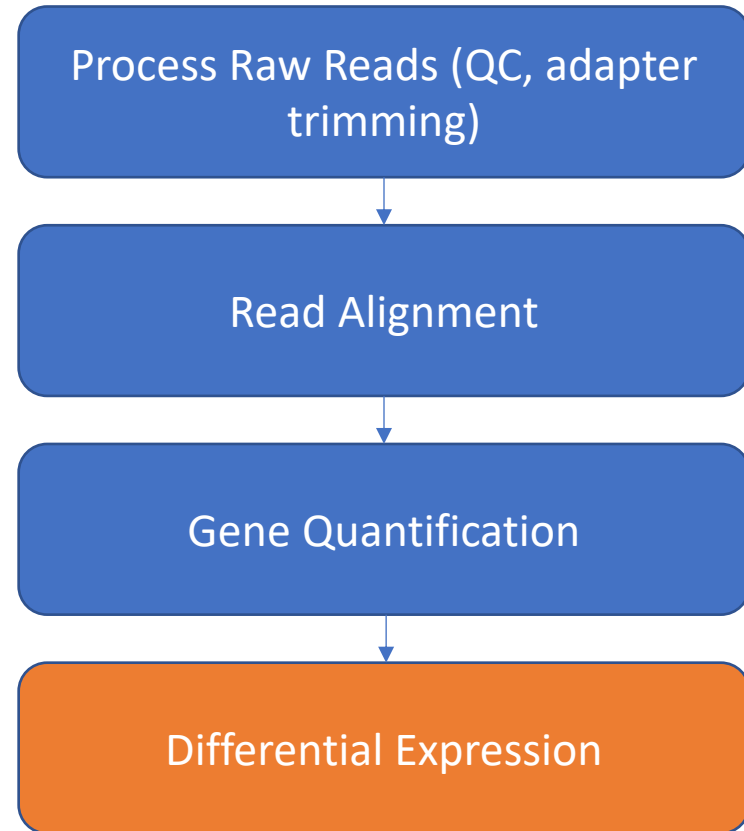 Process Raw Reads (QC, adapter
trimming)
Read Alignment
Gene Quantification
Differential Expression